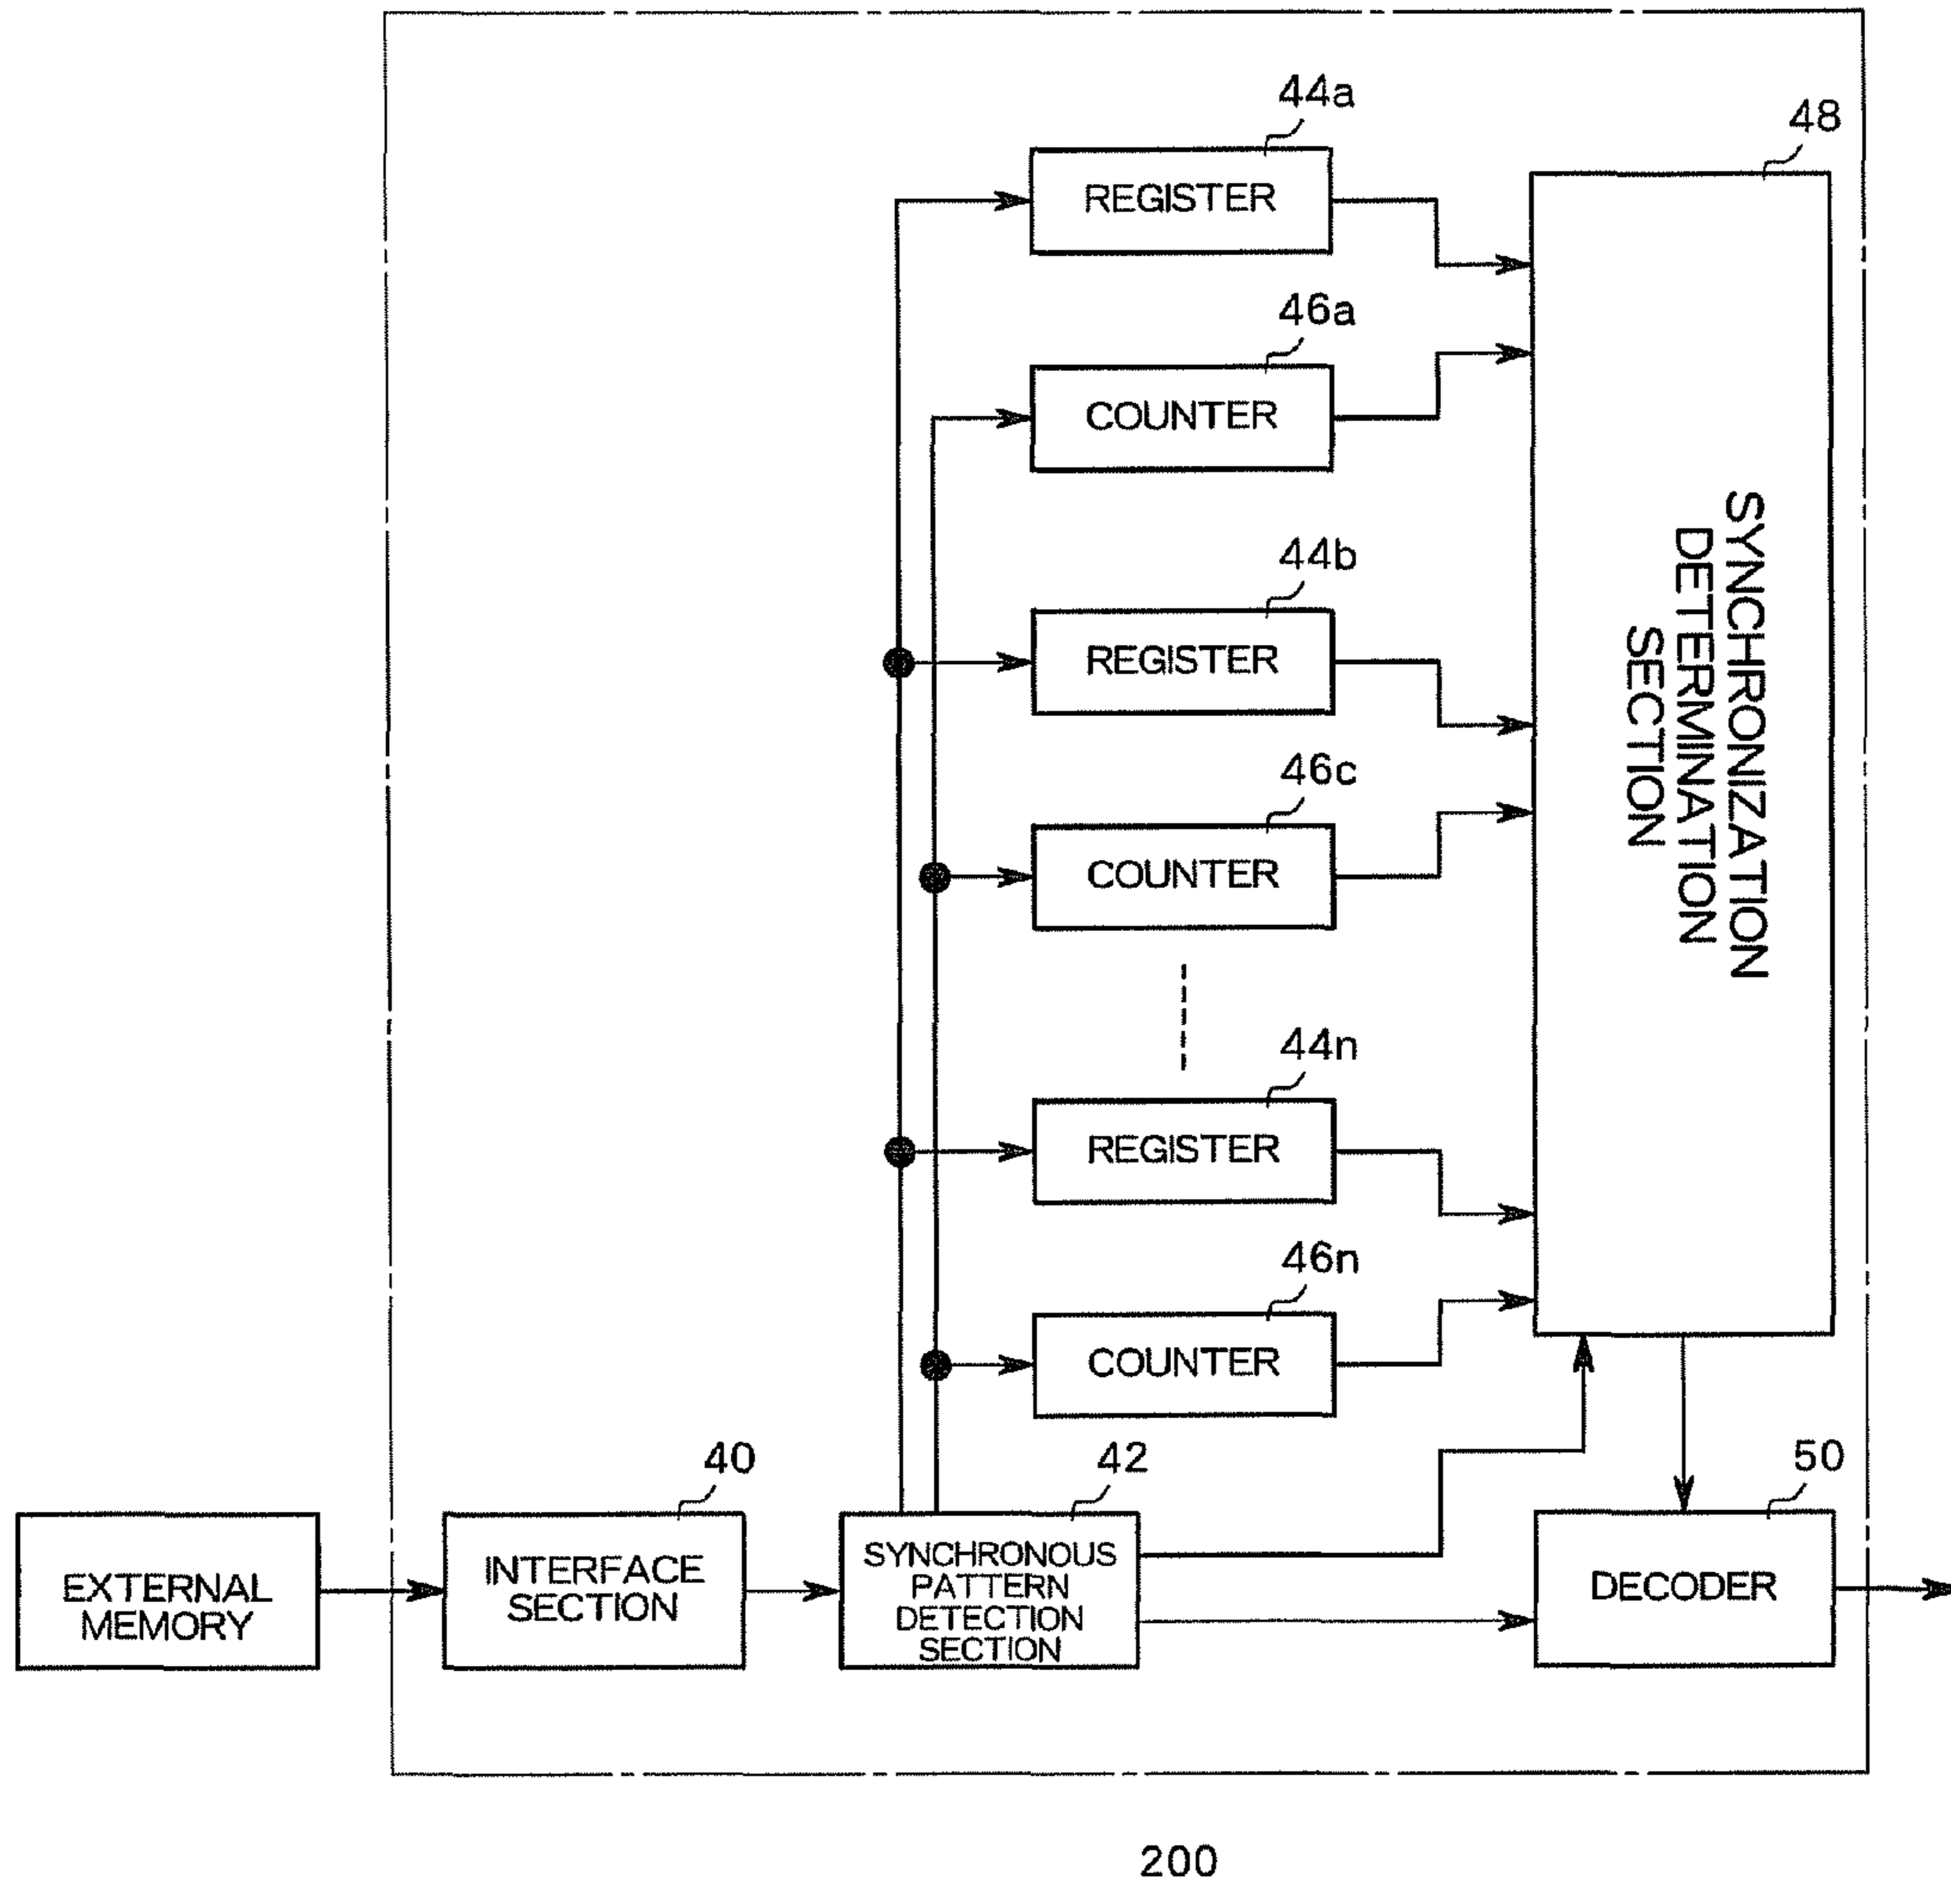 44a
REGISTER
48
46a
COUNTER
44b
REGISTER
46c
COUNTER
SYNCHRONIZATION
DETERMINATION
SECTION
44n
REGISTER
46n
COUNTER
40
42
50
EXTERNAL
MEMORY
INTERFACE
SECTION
SYNCHRONOUS
PATTERN
DETECTION
SECTION
DECODER
200